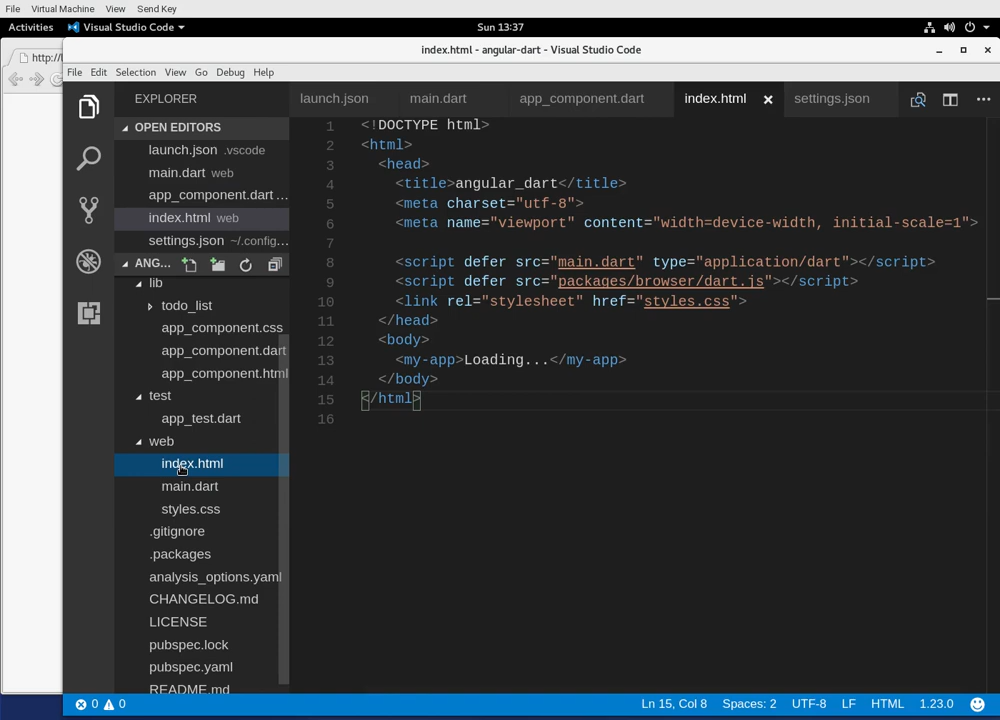 File Virtual Machine View Send Key
Activities Visual Studio Code Sun 13:37
http://
index.html - angular-dart - Visual Studio Code
File Edit Selection View Go Debug Help
EXPLORER
OPEN EDITORS
launch.json .vscode
main.dart web
app_component.dart ...
index.html web
settings.json ~/.config...
ANG...
lib
todo_list
app_component.css
app_component.dart
app_component.html
test
app_test.dart
web
index.html
main.dart
styles.css
.gitignore
.packages
analysis_options.yaml
CHANGELOG.md
LICENSE
pubspec.lock
pubspec.yaml
README.md
launch.json main.dart app_component.dart index.html settings.json
1 <!DOCTYPE html>
2 <html>
3 <head>
4 <title>angular_dart</title>
5 <meta charset="utf-8">
6 <meta name="viewport" content="width=device-width, initial-scale=1">
7
8 <script defer src="main.dart" type="application/dart"></script>
9 <script defer src="packages/browser/dart.js"></script>
10 <link rel="stylesheet" href="styles.css">
11 </head>
12 <body>
13 <my-app>Loading...</my-app>
14 </body>
15 </html>
16
0 0 Ln 15, Col 8 Spaces: 2 UTF-8 LF HTML 1.23.0